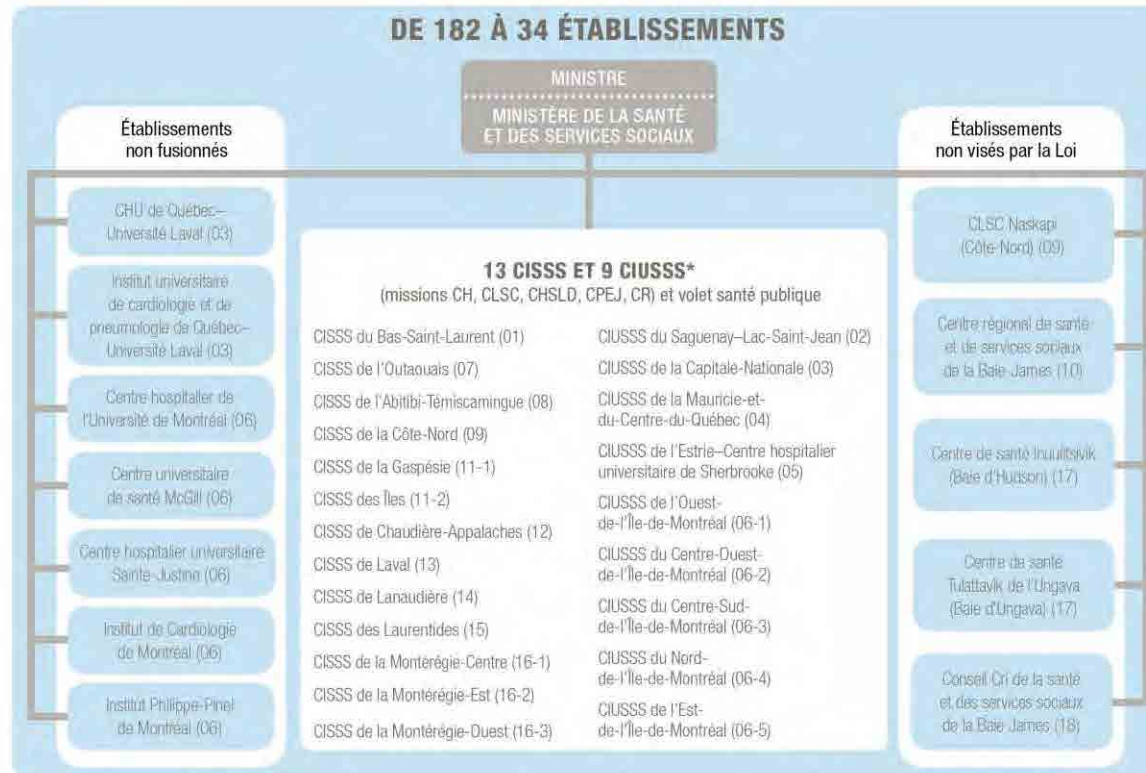 DE 182 À 34 ÉTABLISSEMENTS
MINISTRE
MINISTÈRE DE LA SANTÉ
ET DES SERVICES SOCIAUX
Établissements
non fusionnés
CHU de Québec–
Université Laval (03)
Institut universitaire
de cardiologie et de
pneumologie de Québec–
Université Laval (03)
Centre hospitalier de
l'Université de Montréal (06)
Centre universitaire
de santé McGill (06)
Centre hospitalier universitaire
Sainte-Justine (06)
Institut de Cardiologie
de Montréal (06)
Institut Philippe-Pinel
de Montréal (06)
13 CISSS ET 9 CIUSSS*
(missions CH, CLSC, CHSLD, CPEJ, CR) et volet santé publique
CISSS du Bas-Saint-Laurent (01)
CISSS de l'Outaouais (07)
CISSS de l'Abitibi-Témiscamingue (08)
CISSS de la Côte-Nord (09)
CISSS de la Gaspésie (11-1)
CISSS des Îles (11-2)
CISSS de Chaudière-Appalaches (12)
CISSS de Laval (13)
CISSS de Lanaudière (14)
CISSS des Laurentides (15)
CISSS de la Montérégie-Centre (16-1)
CISSS de la Montérégie-Est (16-2)
CISSS de la Montérégie-Ouest (16-3)
CIUSSS du Saguenay–Lac-Saint-Jean (02)
CIUSSS de la Capitale-Nationale (03)
CIUSSS de la Mauricie-et-
du-Centre-du-Québec (04)
CIUSSS de l'Estrie–Centre hospitalier
universitaire de Sherbrooke (05)
CIUSSS de l'Ouest-
de-l'Île-de-Montréal (06-1)
CIUSSS du Centre-Ouest-
de-l'Île-de-Montréal (06-2)
CIUSSS du Centre-Sud-
de-l'Île-de-Montréal (06-3)
CIUSSS du Nord-
de-l'Île-de-Montréal (06-4)
CIUSSS de l'Est-
de-l'Île-de-Montréal (06-5)
Établissements
non visés par la Loi
CLSC Naskapi
(Côte-Nord) (09)
Centre régional de santé
et de services sociaux
de la Baie-James (10)
Centre de santé Inuulitsivik
(Baie d'Hudson) (17)
Centre de santé
Tulattavik de l'Ungava
(Baie d'Ungava) (17)
Conseil Cri de la santé
et des services sociaux
de la Baie James (18)